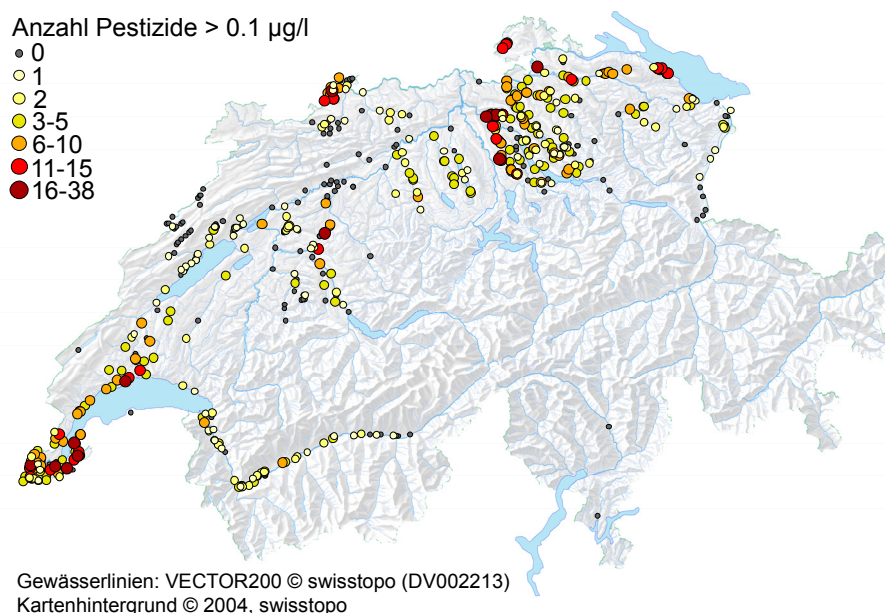 Anzahl Pestizide > 0.1 µg/l
0
1
2
3-5
6-10
11-15
16-38
Gewässerlinien: VECTOR200 © swisstopo (DV002213)
Kartenhintergrund © 2004, swisstopo